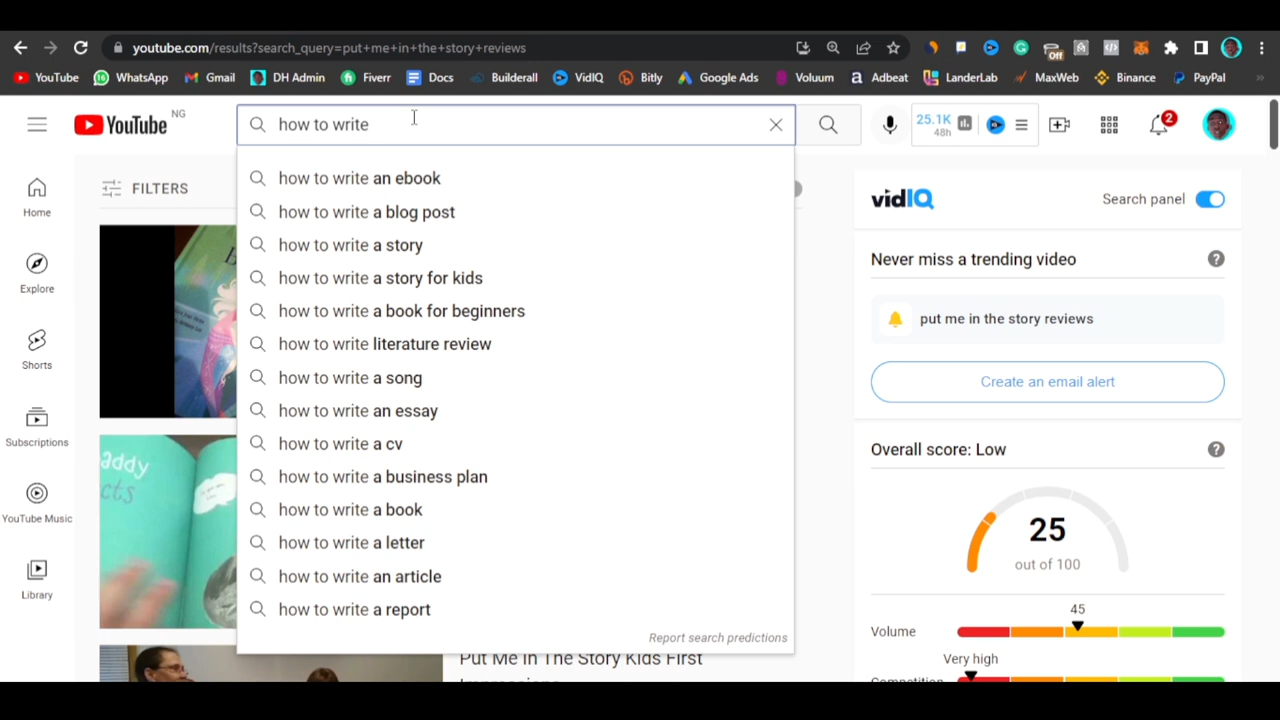 youtube.com/results?search_query=put+me+in+the+story+reviews
Off
YouTube WhatsApp Gmail DH Admin Fiverr Docs Builderall VidIQ Bitly Google Ads Voluum Adbeat LanderLab MaxWeb Binance PayPal »
YouTube NG
how to write
25.1K
48h
2
how to write an ebook
how to write a blog post
how to write a story
how to write a story for kids
how to write a book for beginners
how to write literature review
how to write a song
how to write an essay
how to write a cv
how to write a business plan
how to write a book
how to write a letter
how to write an article
how to write a report
Report search predictions
Home
Explore
Shorts
Subscriptions
YouTube Music
Library
FILTERS
addy
cts
Put Me In The Story Kids First
vidIQ
Search panel
Never miss a trending video
put me in the story reviews
Create an email alert
Overall score: Low
25
out of 100
45
Volume
Very high
Competition